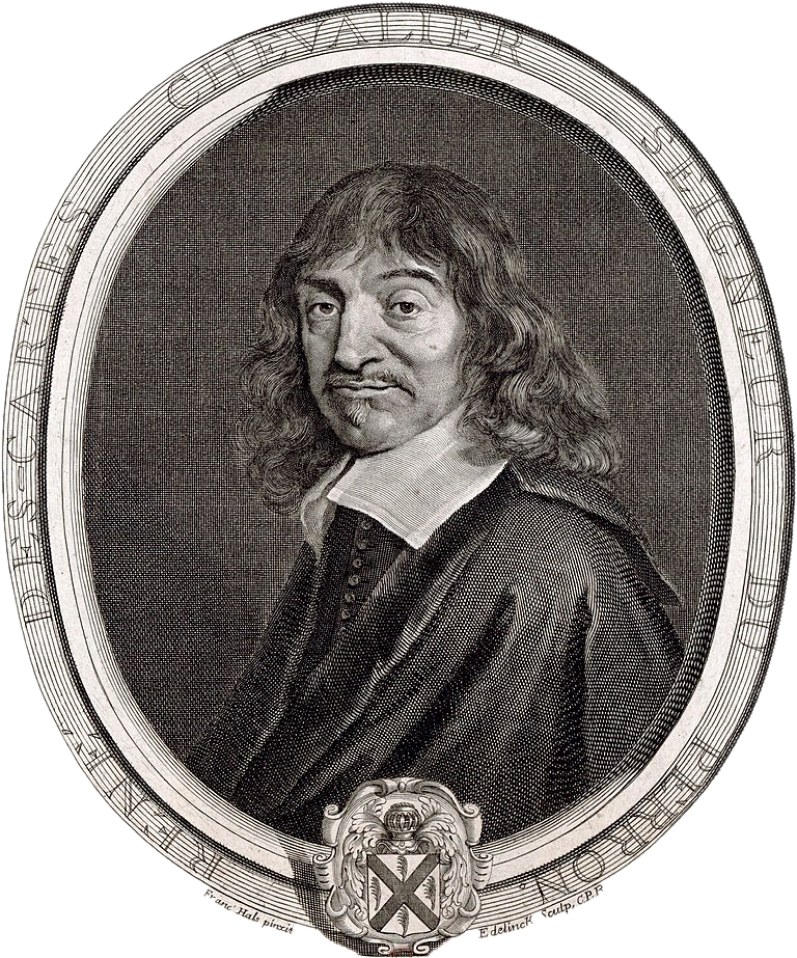 RENE' DES-CARTES CHEVALIER SEIGNEUR DU PERRON.
Franc' Hals pinxit
Edelinck Sculp. C.P.R